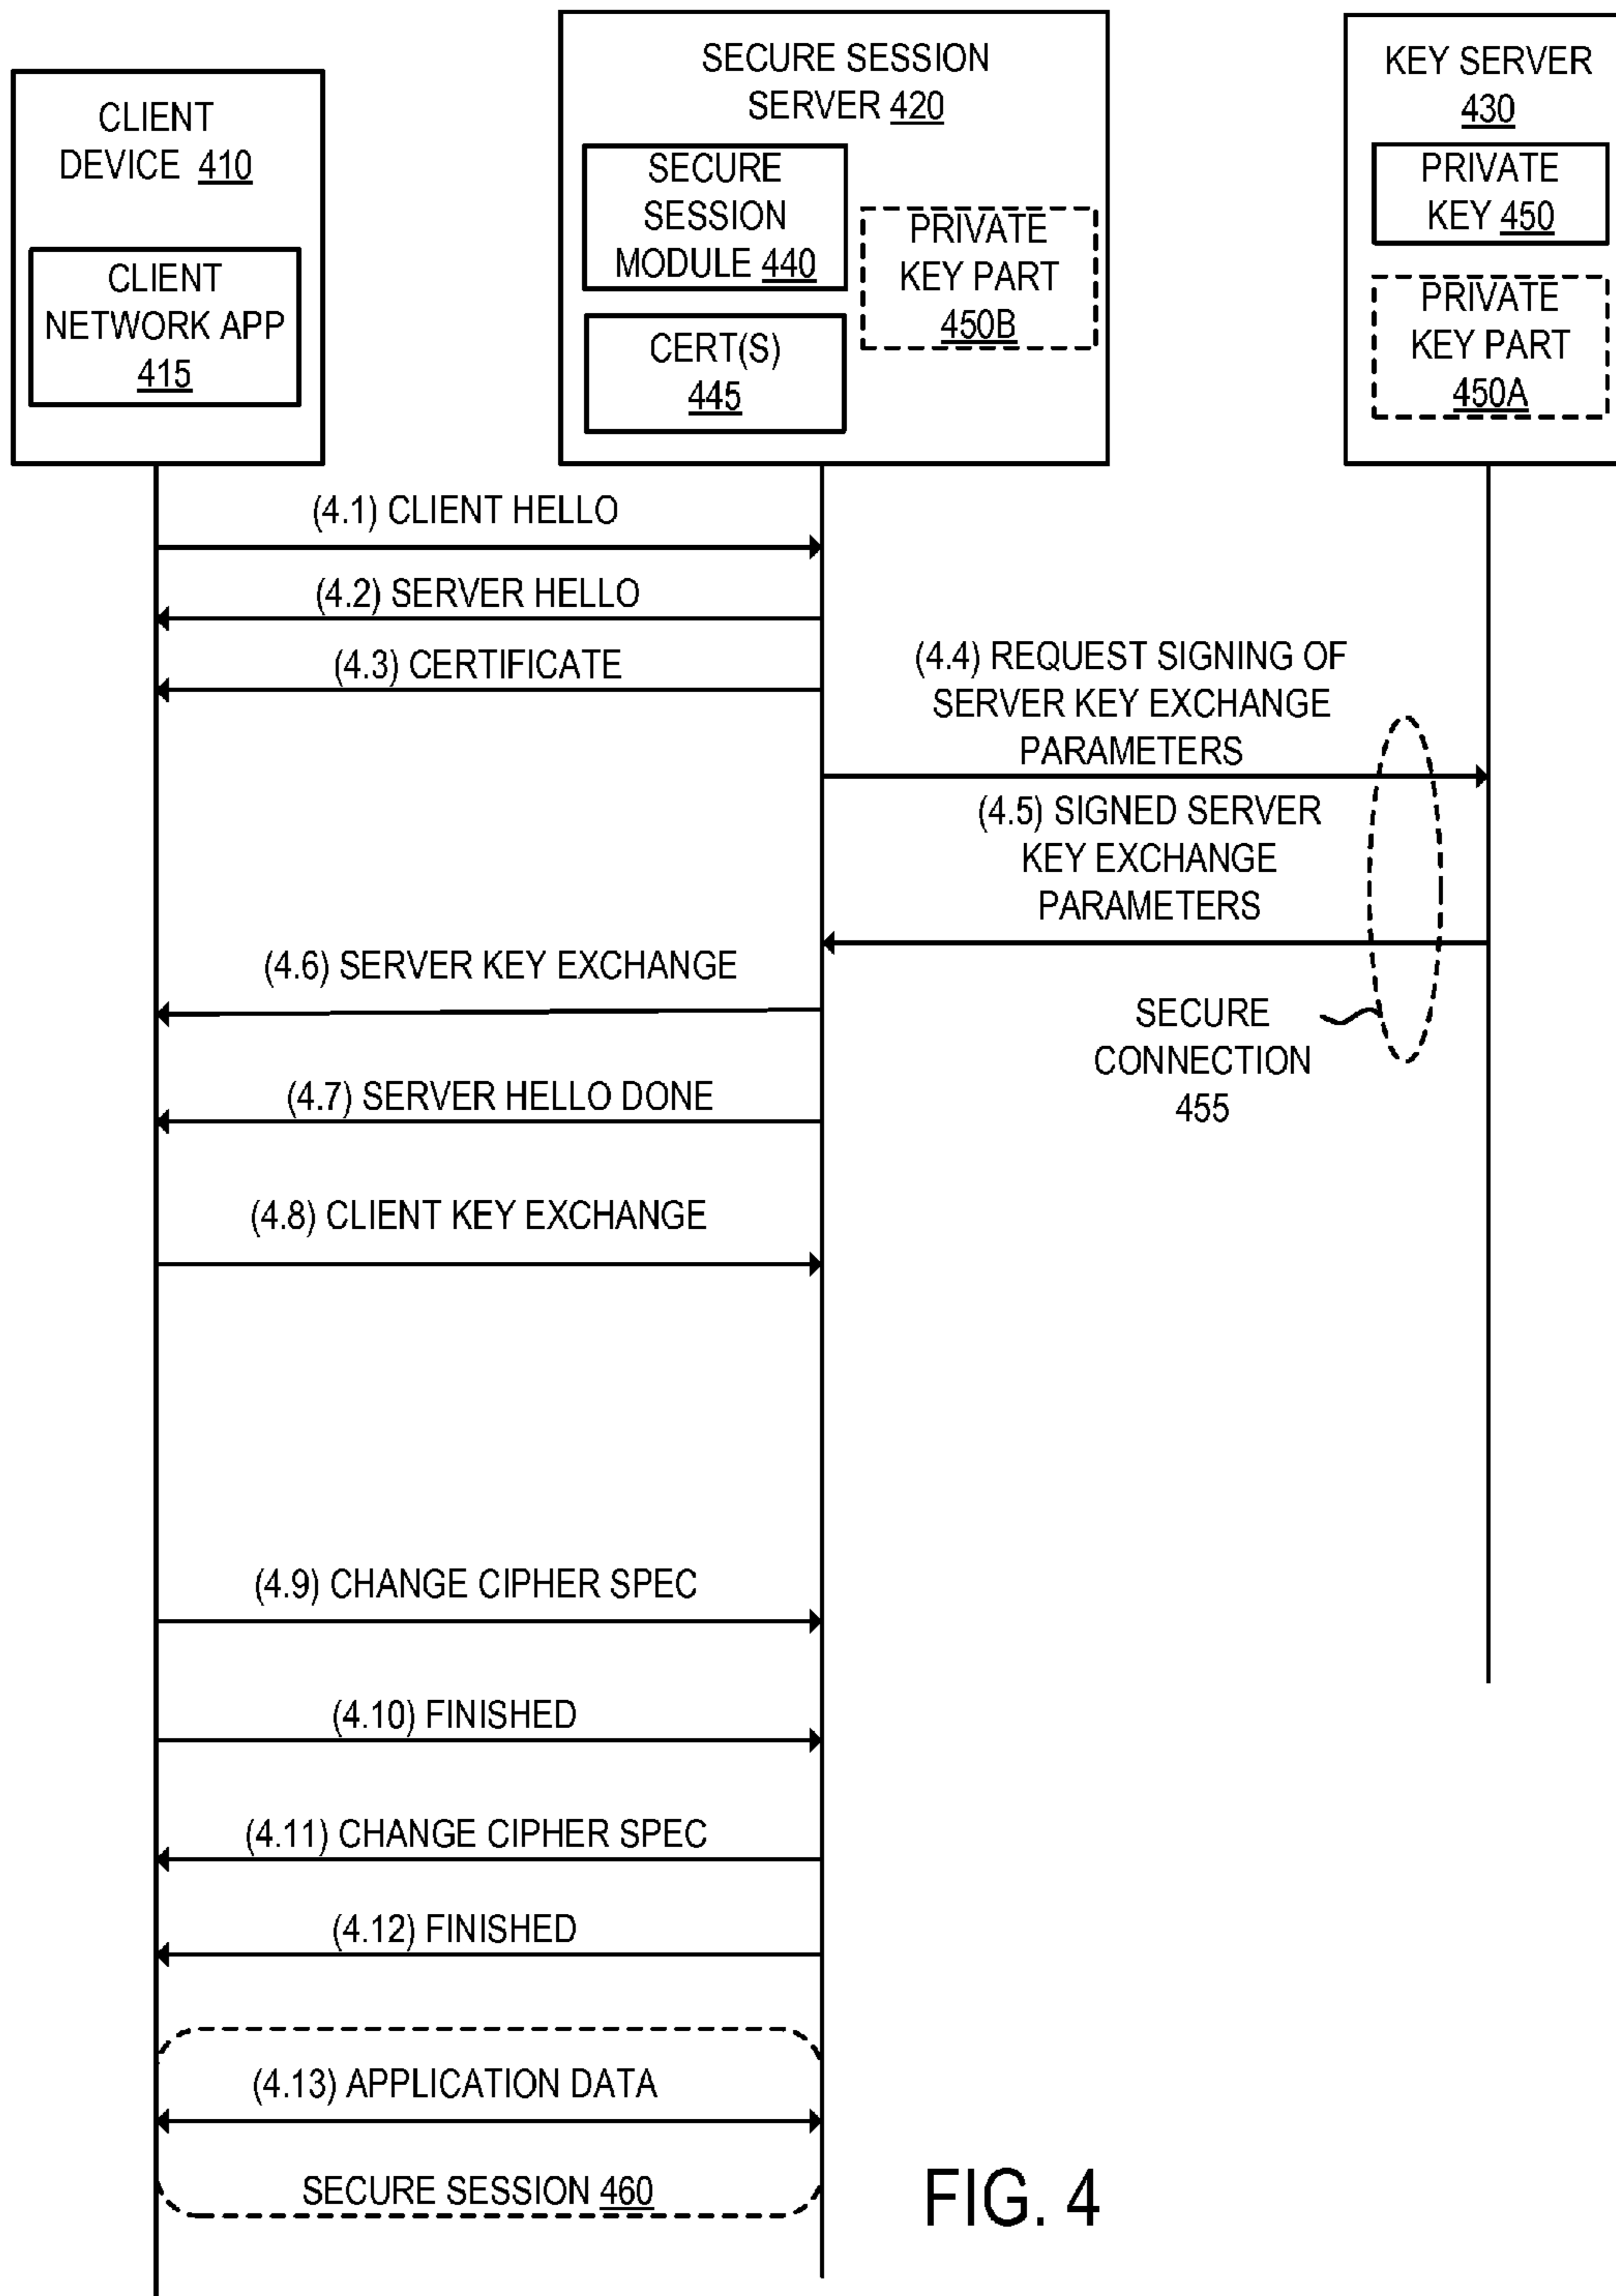 CLIENT
DEVICE 410
CLIENT
NETWORK APP
415
SECURE SESSION
SERVER 420
SECURE
SESSION
MODULE 440
CERT(S)
445
PRIVATE
KEY PART
450B
KEY SERVER
430
PRIVATE
KEY 450
PRIVATE
KEY PART
450A
(4.1) CLIENT HELLO
(4.2) SERVER HELLO
(4.3) CERTIFICATE
(4.4) REQUEST SIGNING OF
SERVER KEY EXCHANGE
PARAMETERS
(4.5) SIGNED SERVER
KEY EXCHANGE
PARAMETERS
(4.6) SERVER KEY EXCHANGE
SECURE
CONNECTION
455
(4.7) SERVER HELLO DONE
(4.8) CLIENT KEY EXCHANGE
(4.9) CHANGE CIPHER SPEC
(4.10) FINISHED
(4.11) CHANGE CIPHER SPEC
(4.12) FINISHED
(4.13) APPLICATION DATA
SECURE SESSION 460
FIG. 4